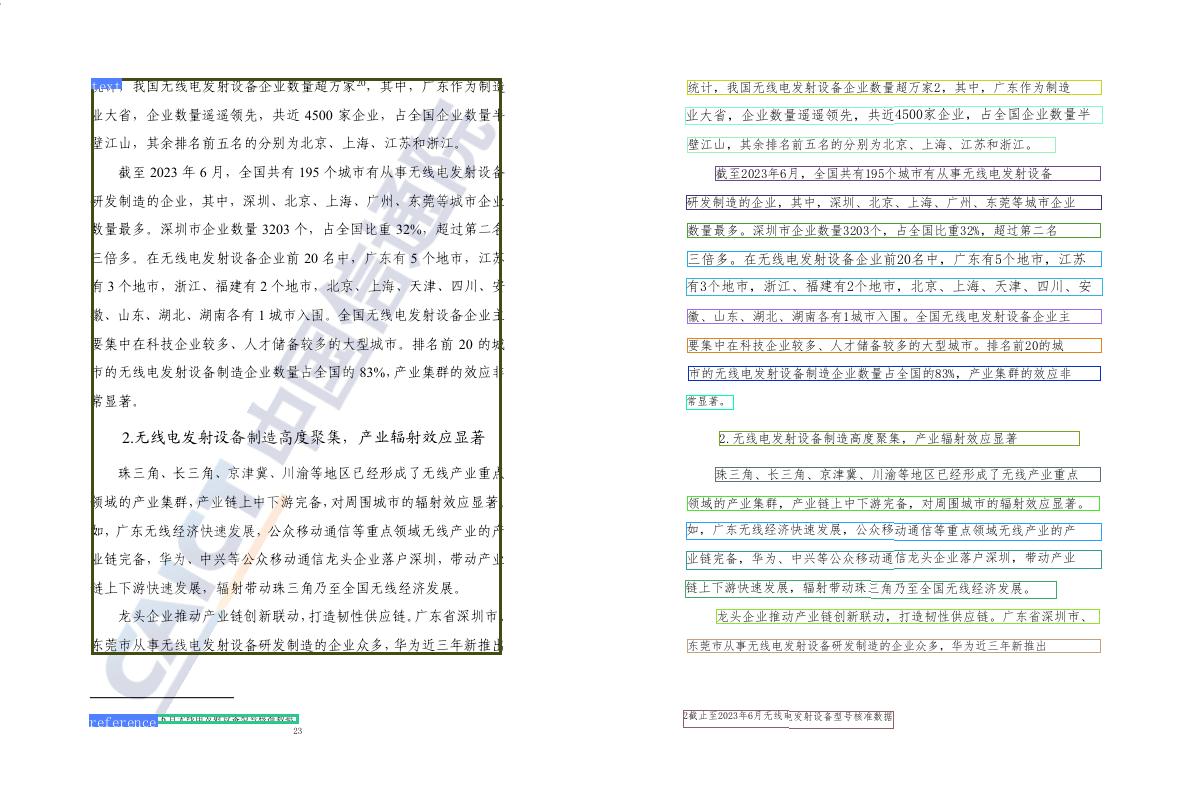 text 计，我国无线电发射设备企业数量超万家20，其中，广东作为制造
业大省，企业数量遥遥领先，共近 4500 家企业，占全国企业数量半
壁江山，其余排名前五名的分别为北京、上海、江苏和浙江。
截至 2023 年 6 月，全国共有 195 个城市有从事无线电发射设备
研发制造的企业，其中，深圳、北京、上海、广州、东莞等城市企业
数量最多。深圳市企业数量 3203 个，占全国比重 32%，超过第二名
三倍多。在无线电发射设备企业前 20 名中，广东有 5 个地市，江苏
有 3 个地市，浙江、福建有 2 个地市，北京、上海、天津、四川、安
徽、山东、湖北、湖南各有 1 城市入围。全国无线电发射设备企业主
要集中在科技企业较多、人才储备较多的大型城市。排名前 20 的城
市的无线电发射设备制造企业数量占全国的 83%，产业集群的效应非
常显著。
2.无线电发射设备制造高度聚集，产业辐射效应显著
珠三角、长三角、京津冀、川渝等地区已经形成了无线产业重点
领域的产业集群，产业链上中下游完备，对周围城市的辐射效应显著。
如，广东无线经济快速发展，公众移动通信等重点领域无线产业的产
业链完备，华为、中兴等公众移动通信龙头企业落户深圳，带动产业
链上下游快速发展，辐射带动珠三角乃至全国无线经济发展。
龙头企业推动产业链创新联动，打造韧性供应链。广东省深圳市、
东莞市从事无线电发射设备研发制造的企业众多，华为近三年新推出
reference
23
CAICT 中国信通院
统计，我国无线电发射设备企业数量超万家2，其中，广东作为制造
业大省，企业数量遥遥领先，共近4500家企业，占全国企业数量半
壁江山，其余排名前五名的分别为北京、上海、江苏和浙江。
截至2023年6月，全国共有195个城市有从事无线电发射设备
研发制造的企业，其中，深圳、北京、上海、广州、东莞等城市企业
数量最多。深圳市企业数量3203个，占全国比重32%，超过第二名
三倍多。在无线电发射设备企业前20名中，广东有5个地市，江苏
有3个地市，浙江、福建有2个地市，北京、上海、天津、四川、安
徽、山东、湖北、湖南各有1城市入围。全国无线电发射设备企业主
要集中在科技企业较多、人才储备较多的大型城市。排名前20的城
市的无线电发射设备制造企业数量占全国的83%，产业集群的效应非
常显著。
2.无线电发射设备制造高度聚集，产业辐射效应显著
珠三角、长三角、京津冀、川渝等地区已经形成了无线产业重点
领域的产业集群，产业链上中下游完备，对周围城市的辐射效应显著。
如，广东无线经济快速发展，公众移动通信等重点领域无线产业的产
业链完备，华为、中兴等公众移动通信龙头企业落户深圳，带动产业
链上下游快速发展，辐射带动珠三角乃至全国无线经济发展。
龙头企业推动产业链创新联动，打造韧性供应链。广东省深圳市、
东莞市从事无线电发射设备研发制造的企业众多，华为近三年新推出
2截止至2023年6月无线电发射设备型号核准数据